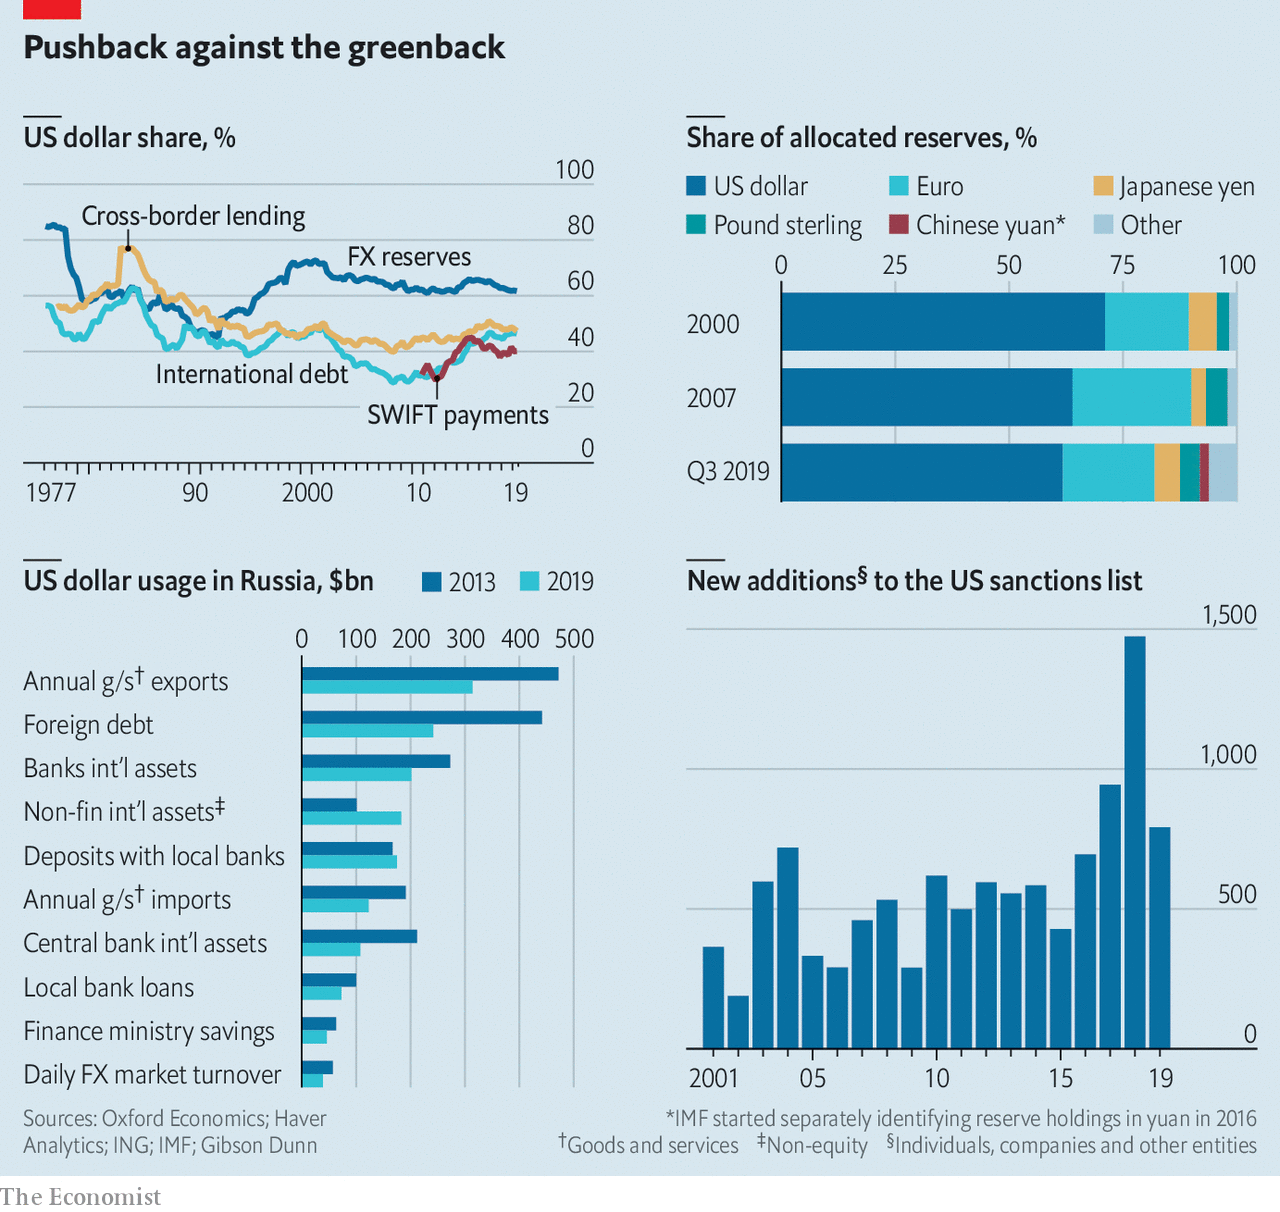 Pushback against the greenback
US dollar share, %
100
80
60
40
20
0
Cross-border lending
FX reserves
International debt
SWIFT payments
1977 90 2000 10 19
Share of allocated reserves, %
US dollar Euro Japanese yen
Pound sterling Chinese yuan* Other
0 25 50 75 100
2000
2007
Q3 2019
US dollar usage in Russia, $bn 2013 2019
0 100 200 300 400 500
Annual g/s† exports
Foreign debt
Banks int'l assets
Non-fin int'l assets‡
Deposits with local banks
Annual g/s† imports
Central bank int'l assets
Local bank loans
Finance ministry savings
Daily FX market turnover
New additions§ to the US sanctions list
1,500
1,000
500
0
2001 05 10 15 19
Sources: Oxford Economics; Haver
Analytics; ING; IMF; Gibson Dunn
*IMF started separately identifying reserve holdings in yuan in 2016
†Goods and services ‡Non-equity §Individuals, companies and other entities
The Economist